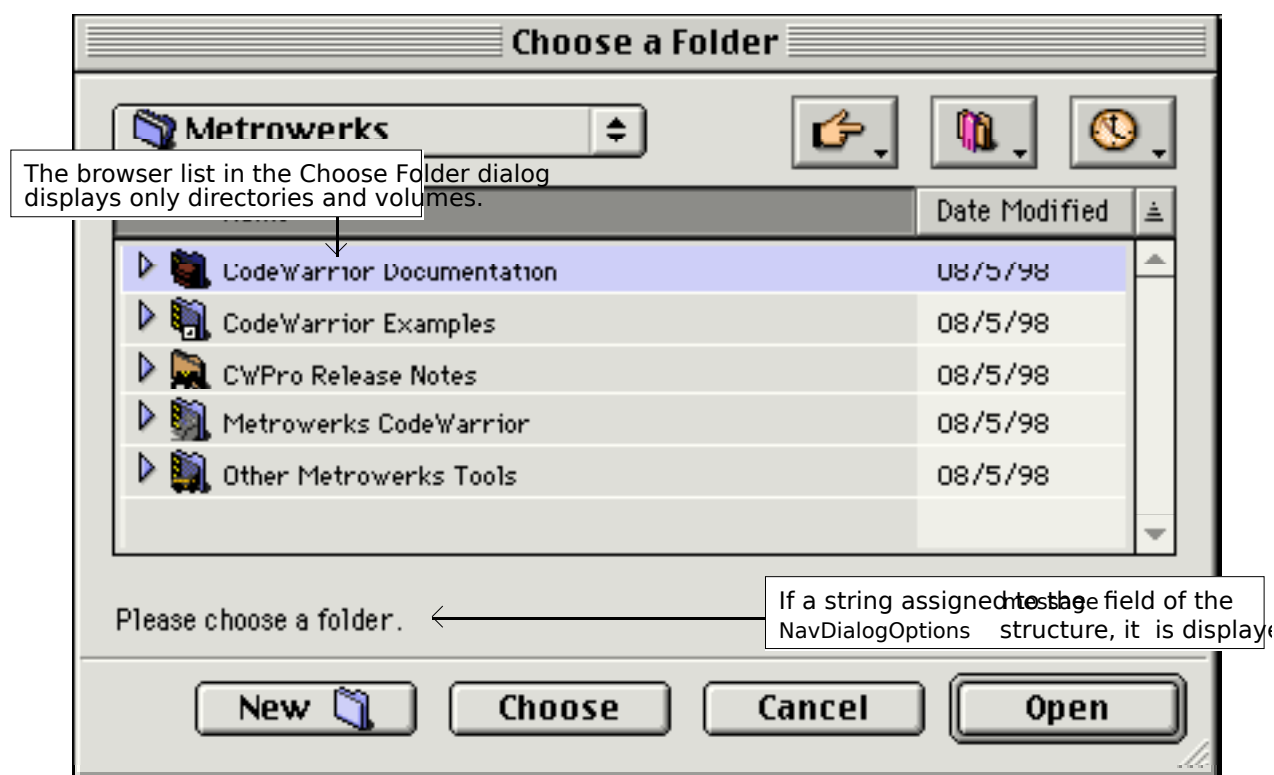 Choose a Folder
Metrowerks
The browser list in the Choose Folder dialog
displays only directories and volumes.
Date Modified
CodeWarrior Documentation 08/5/98
CodeWarrior Examples 08/5/98
CWPro Release Notes 08/5/98
Metrowerks CodeWarrior 08/5/98
Other Metrowerks Tools 08/5/98
Please choose a folder.
If a string assigned to the message field of the
NavDialogOptions structure, it is displaye
New Choose Cancel Open